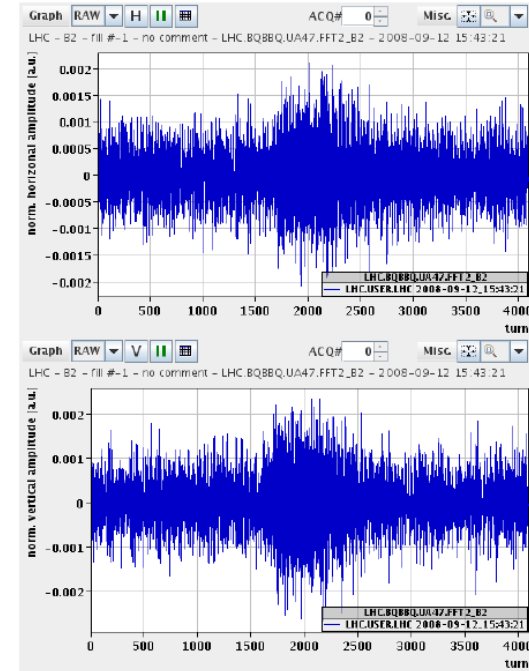 Graph RAW H ACQ# 0 Misc.
LHC - B2 - fill #-1 - no comment - LHC.BQBBQ.UA47.FFT2_B2 - 2008-09-12 15:43:21
norm. horizonal amplitude [a.u.]
0.002
0.0015
0.001
0.0005
0
-0.0005
-0.001
-0.0015
-0.002
LHC.BQBBQ.UA47.FFT2_B2
LHC.USER.LHC 2008-09-12_15:43:21
0 500 1000 1500 2000 2500 3000 3500 4000
turn
Graph RAW V ACQ# 0 Misc.
LHC - B2 - fill #-1 - no comment - LHC.BQBBQ.UA47.FFT2_B2 - 2008-09-12 15:43:21
norm. vertical amplitude [a.u.]
0.002
0.001
0
-0.001
-0.002
LHC.BQBBQ.UA47.FFT2_B2
LHC.USER.LHC 2008-09-12_15:43:21
0 500 1000 1500 2000 2500 3000 3500 4000
turn